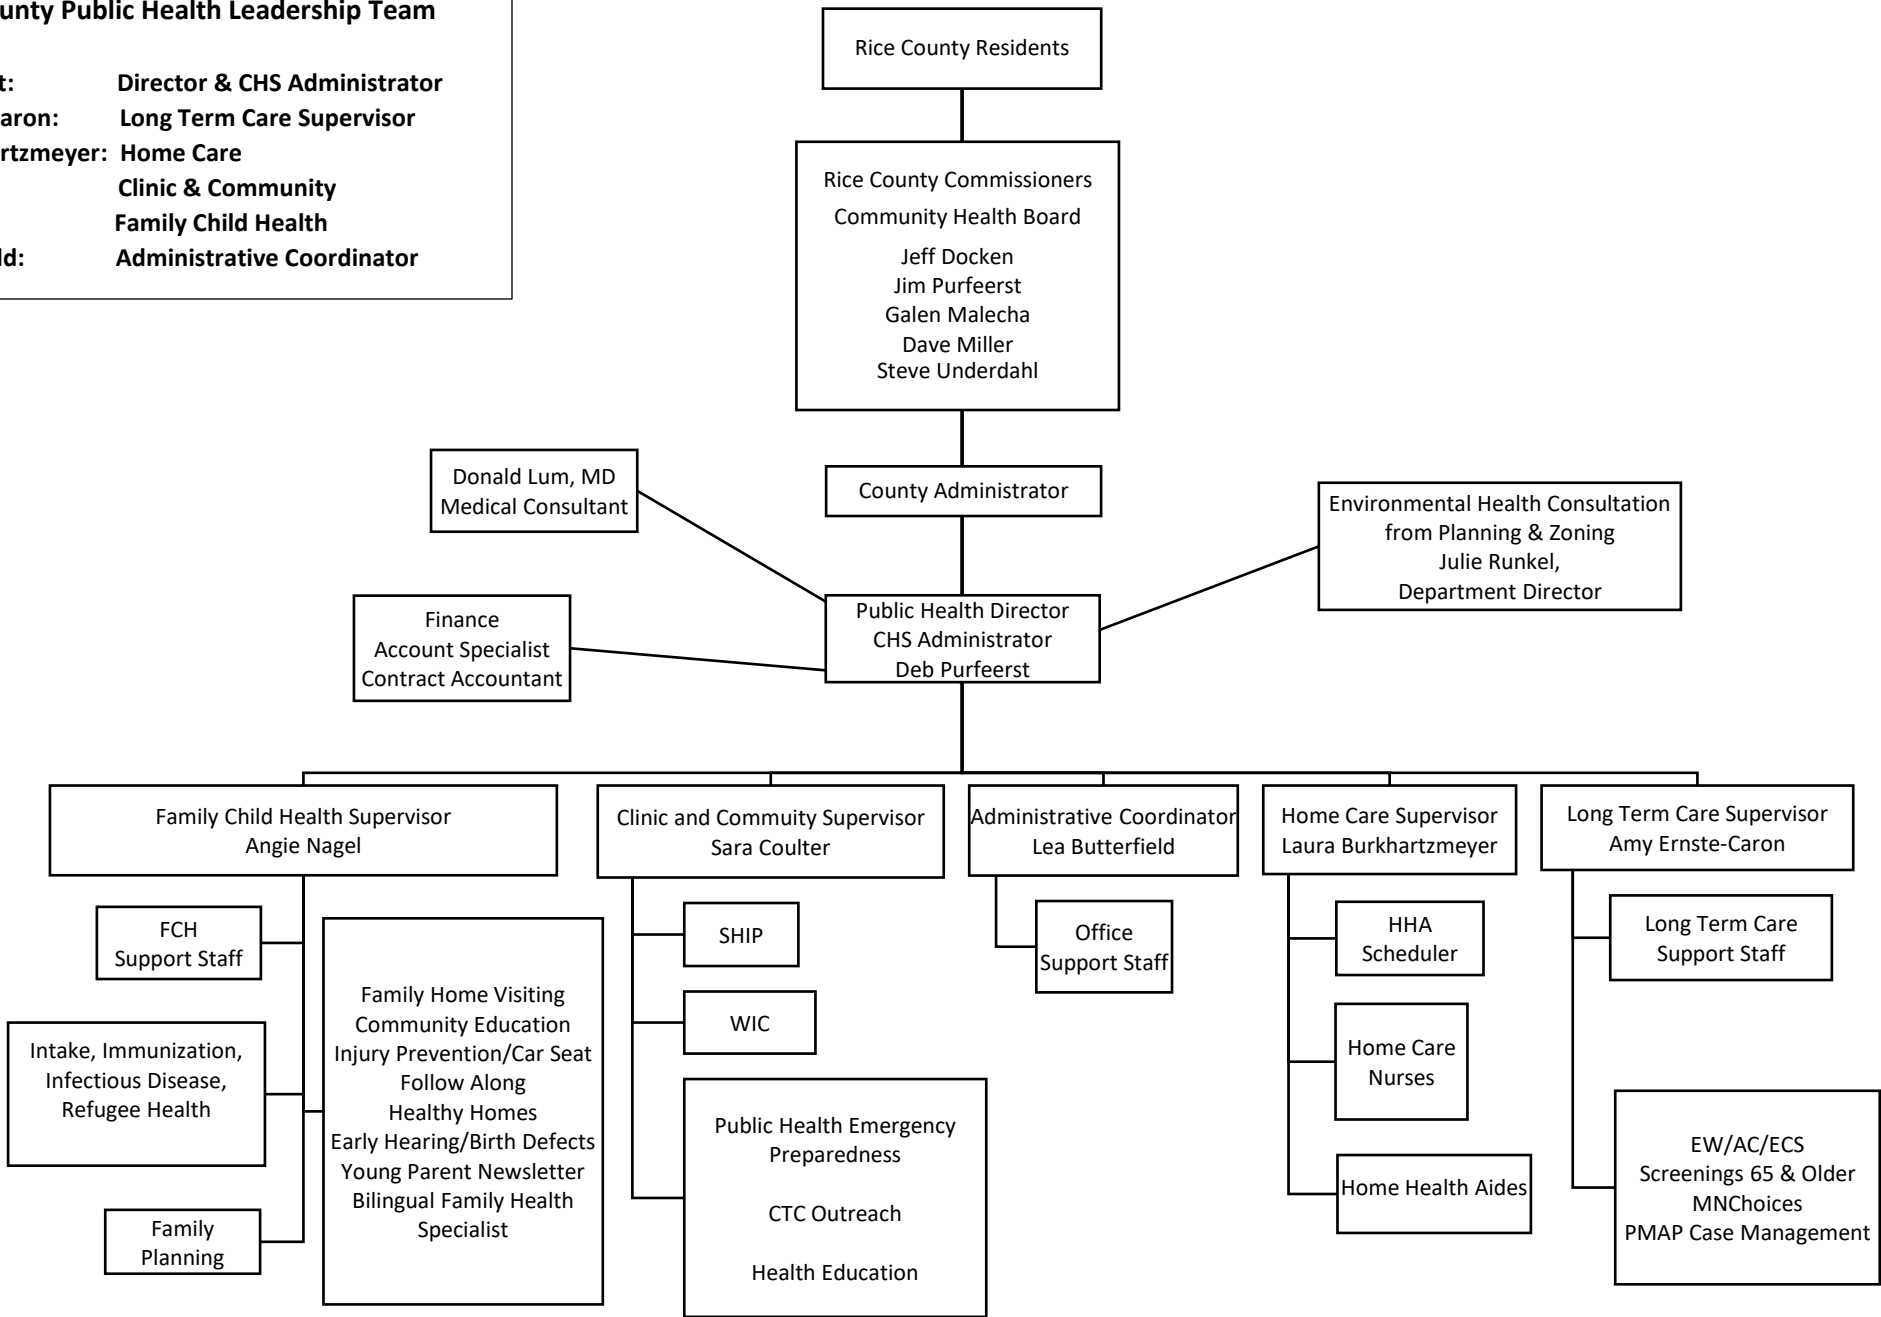 ounty Public Health Leadership Team
t: Director & CHS Administrator
aron: Long Term Care Supervisor
rtzmeyer: Home Care
Clinic & Community
Family Child Health
ld: Administrative Coordinator
Rice County Residents
Rice County Commissioners
Community Health Board
Jeff Docken
Jim Purfeerst
Galen Malecha
Dave Miller
Steve Underdahl
Donald Lum, MD
Medical Consultant
County Administrator
Environmental Health Consultation
from Planning & Zoning
Julie Runkel,
Department Director
Finance
Account Specialist
Contract Accountant
Public Health Director
CHS Administrator
Deb Purfeerst
Family Child Health Supervisor
Angie Nagel
Clinic and Commuity Supervisor
Sara Coulter
Administrative Coordinator
Lea Butterfield
Home Care Supervisor
Laura Burkhartzmeyer
Long Term Care Supervisor
Amy Ernste-Caron
FCH
Support Staff
Intake, Immunization,
Infectious Disease,
Refugee Health
Family
Planning
Family Home Visiting
Community Education
Injury Prevention/Car Seat
Follow Along
Healthy Homes
Early Hearing/Birth Defects
Young Parent Newsletter
Bilingual Family Health
Specialist
SHIP
WIC
Public Health Emergency
Preparedness
CTC Outreach
Health Education
Office
Support Staff
HHA
Scheduler
Home Care
Nurses
Home Health Aides
Long Term Care
Support Staff
EW/AC/ECS
Screenings 65 & Older
MNChoices
PMAP Case Management